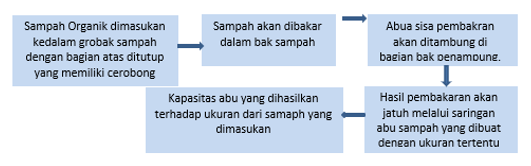 Sampah Organik dimasukan
kedalam grobak sampah
dengan bagian atas ditutup
yang memiliki cerobong
Sampah akan dibakar
dalam bak sampah
Abua sisa pembakran
akan ditambung di
bagian bak penampung.
Hasil pembakaran akan
jatuh melalui saringan
abu sampah yang dibuat
dengan ukuran tertentu
Kapasitas abu yang dihasilkan
terhadap ukuran dari samaph yang
dimasukan